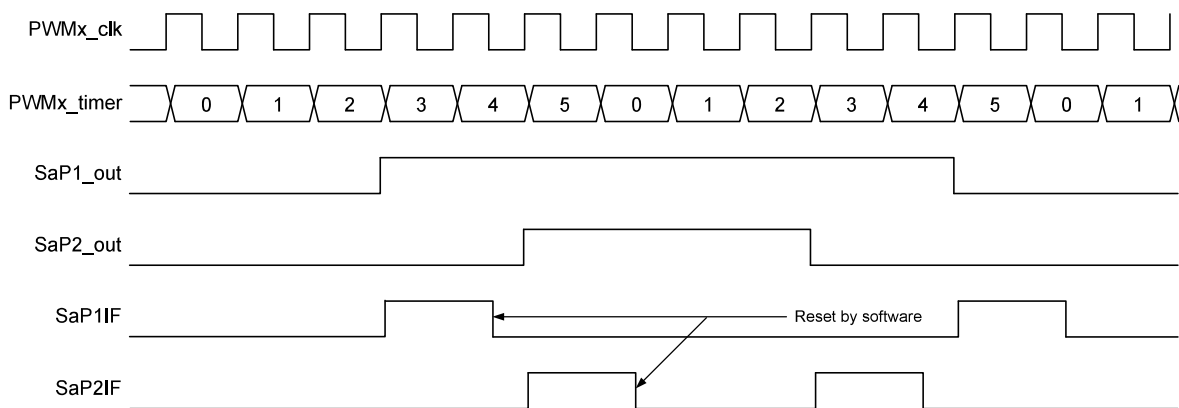 PWMx_clk
PWMx_timer 0 1 2 3 4 5 0 1 2 3 4 5 0 1
SaP1_out
SaP2_out
SaP1IF Reset by software
SaP2IF